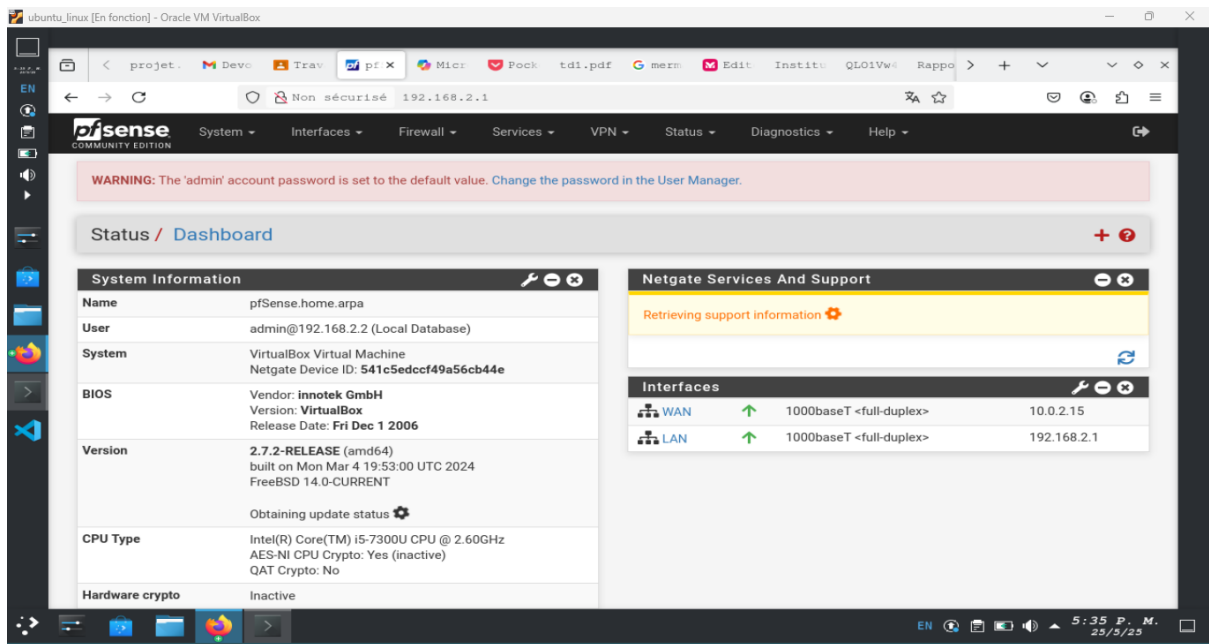 ubuntu_linux [En fonction] - Oracle VM VirtualBox
projet. Devo Trav pf Micr Pock td1.pdf merm Edit Institu QLO1Vw Rappo
EN
Non sécurisé 192.168.2.1
pfsense
COMMUNITY EDITION
System Interfaces Firewall Services VPN Status Diagnostics Help
WARNING: The 'admin' account password is set to the default value. Change the password in the User Manager.
Status / Dashboard
System Information
Name pfSense.home.arpa
User admin@192.168.2.2 (Local Database)
System VirtualBox Virtual Machine
Netgate Device ID: 541c5edccf49a56cb44e
BIOS Vendor: innotek GmbH
Version: VirtualBox
Release Date: Fri Dec 1 2006
Version 2.7.2-RELEASE (amd64)
built on Mon Mar 4 19:53:00 UTC 2024
FreeBSD 14.0-CURRENT
Obtaining update status
CPU Type Intel(R) Core(TM) i5-7300U CPU @ 2.60GHz
AES-NI CPU Crypto: Yes (inactive)
QAT Crypto: No
Hardware crypto Inactive
Netgate Services And Support
Retrieving support information
Interfaces
WAN 1000baseT <full-duplex> 10.0.2.15
LAN 1000baseT <full-duplex> 192.168.2.1
EN
5:35 P. M.
25/5/25